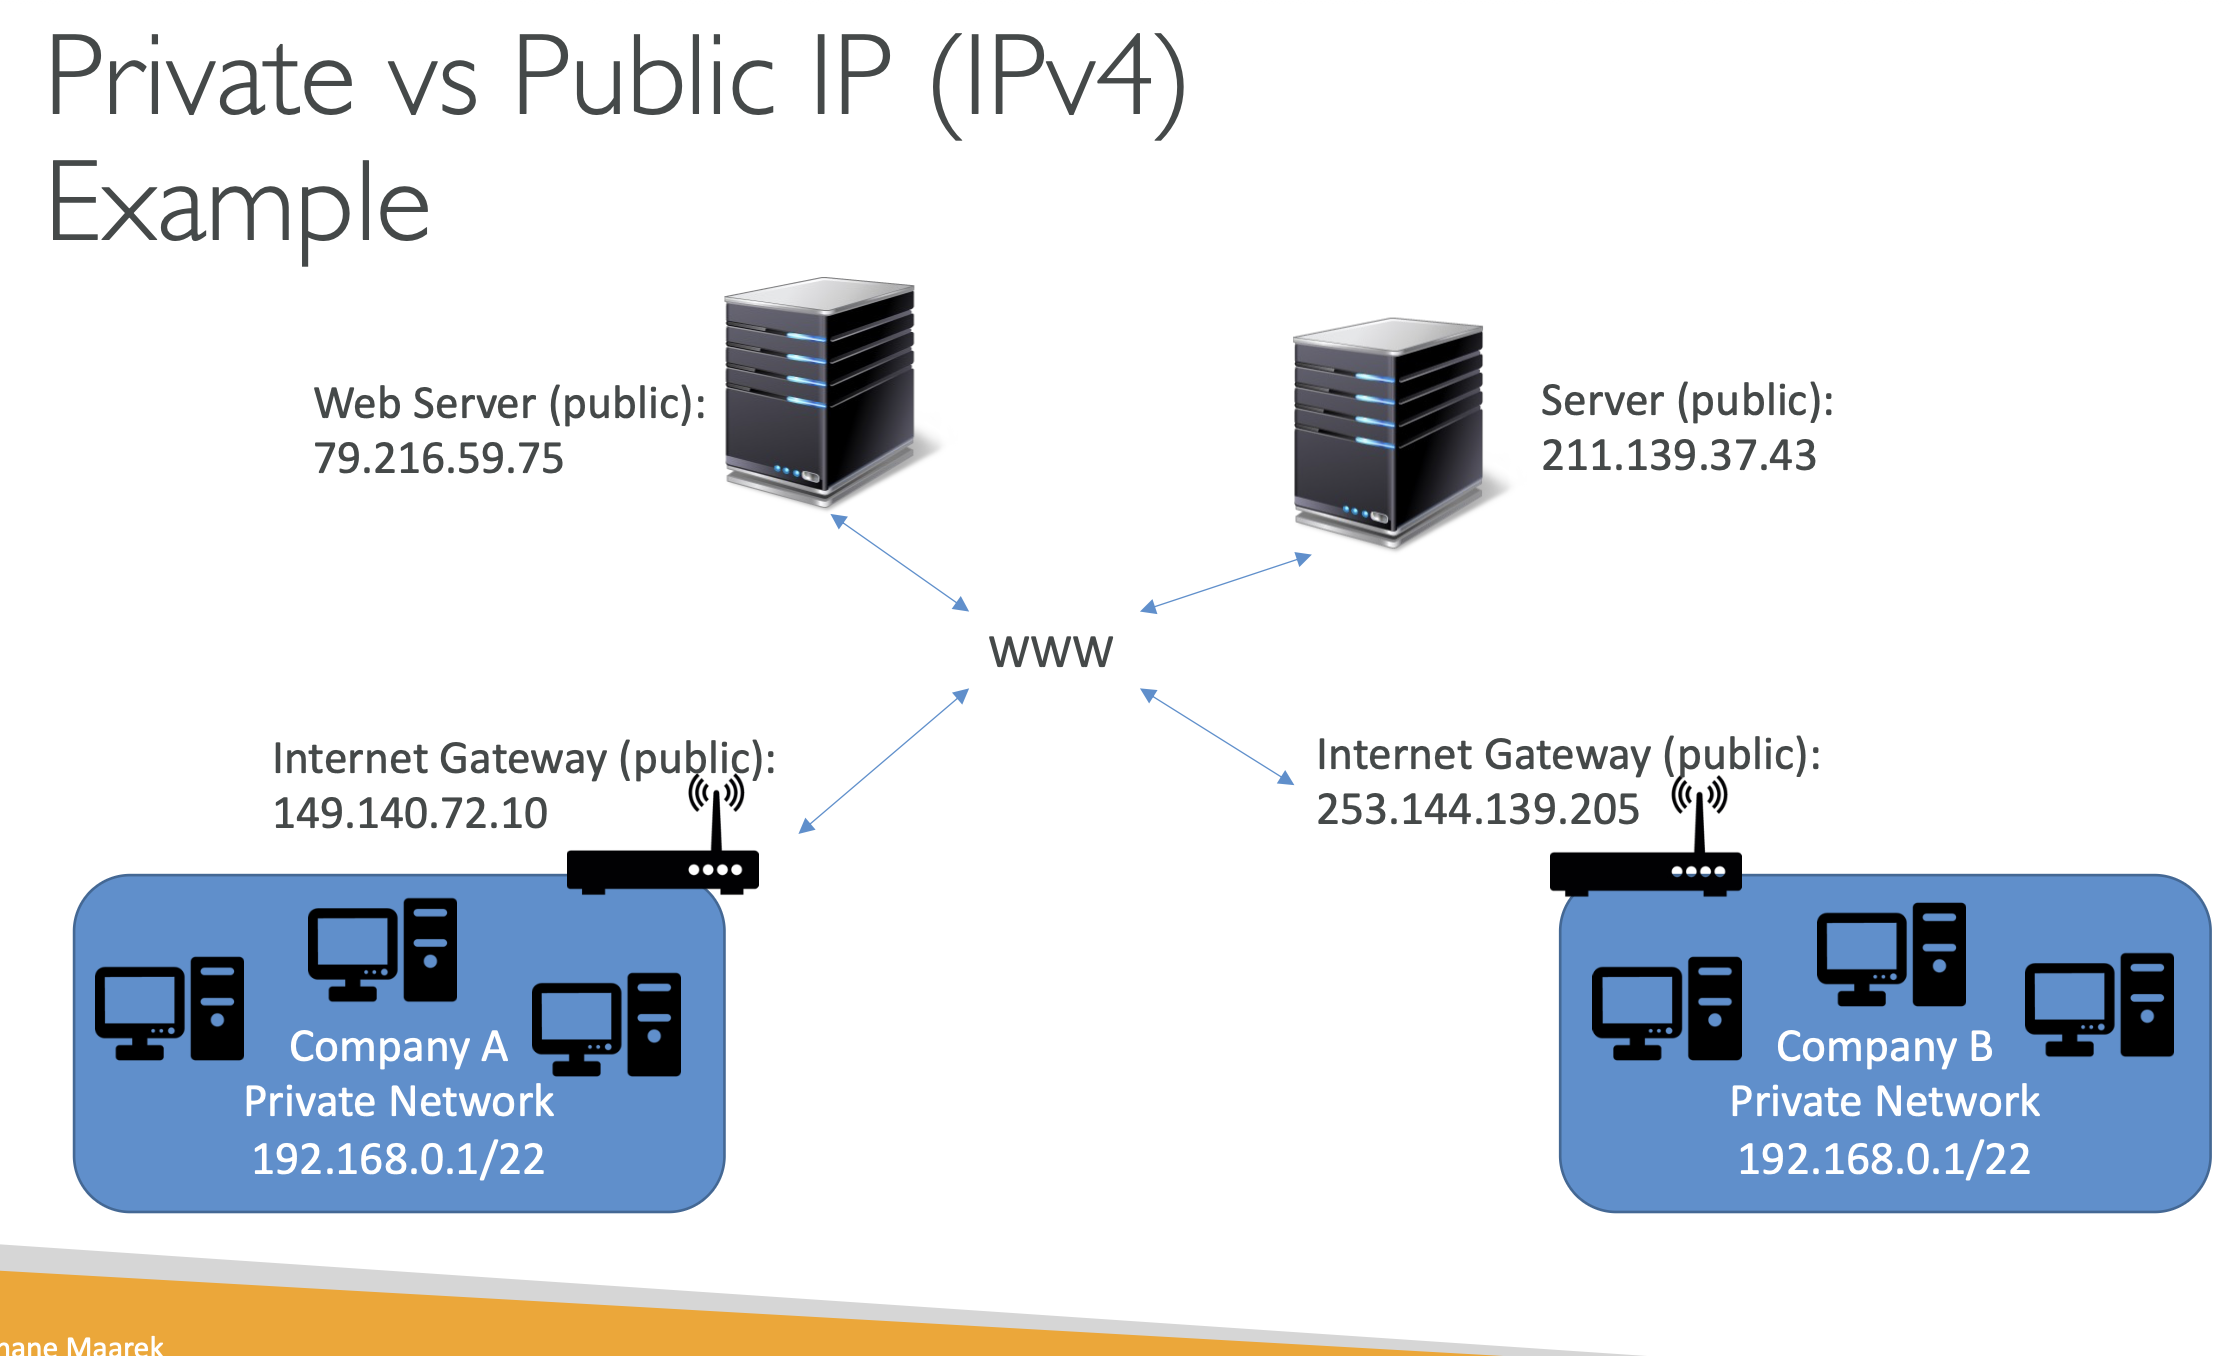 Private vs Public IP (IPv4)
Example
Web Server (public):
79.216.59.75
Server (public):
211.139.37.43
WWW
Internet Gateway (public):
149.140.72.10
Internet Gateway (public):
253.144.139.205
Company A
Private Network
192.168.0.1/22
Company B
Private Network
192.168.0.1/22
Maarek